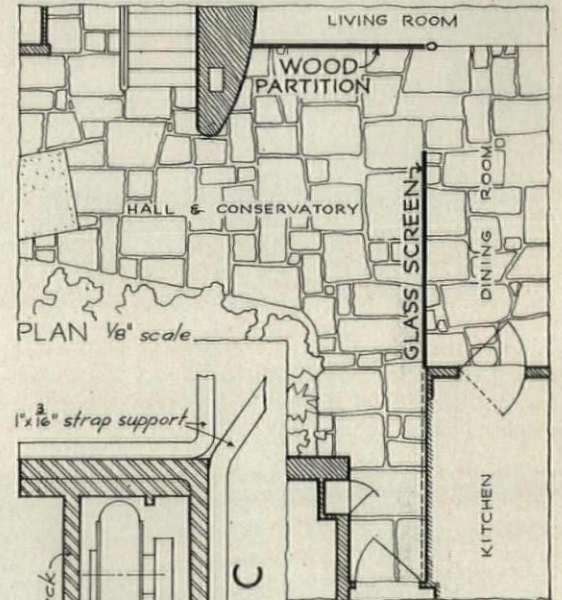 LIVING ROOM
WOOD
PARTITION
HALL & CONSERVATORY
GLASS SCREEN
DINING ROOM
PLAN 1/8" scale
1"x 3/16" strap support
KITCHEN
C